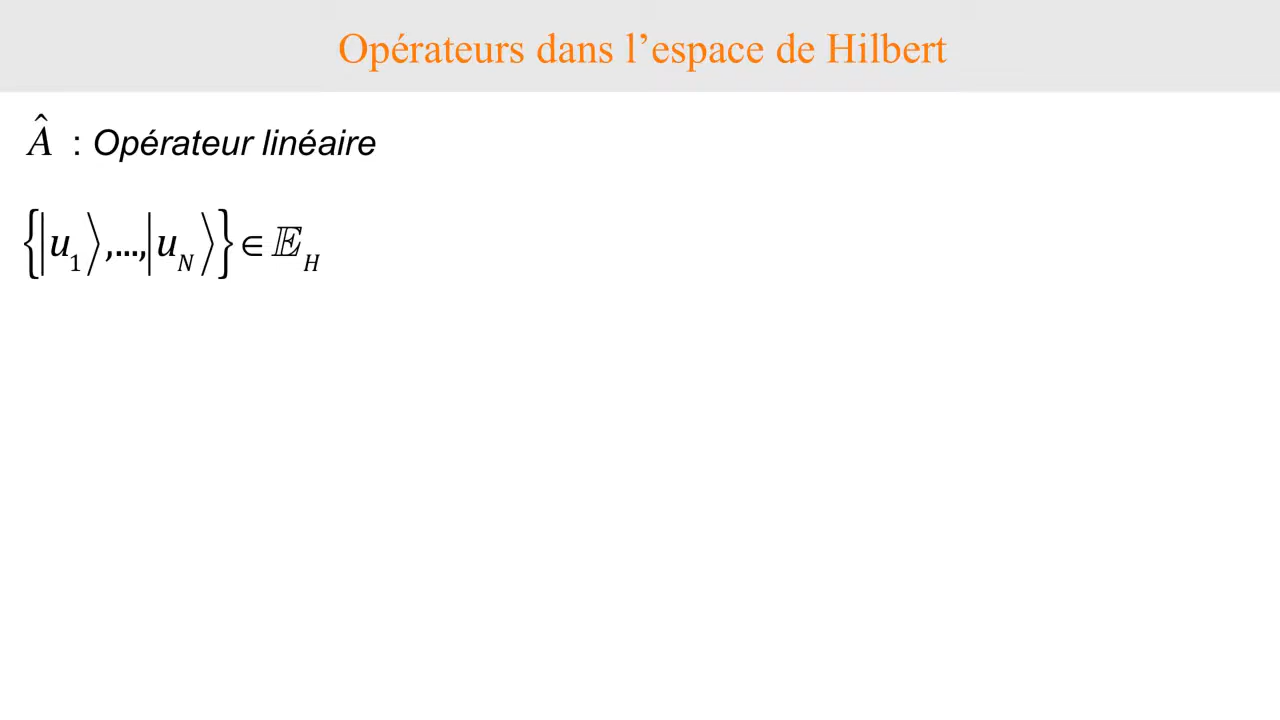 Opérateurs dans l’espace de Hilbert
Â : Opérateur linéaire
{|u₁⟩,...,|u_N⟩} ∈ 𝔼_H